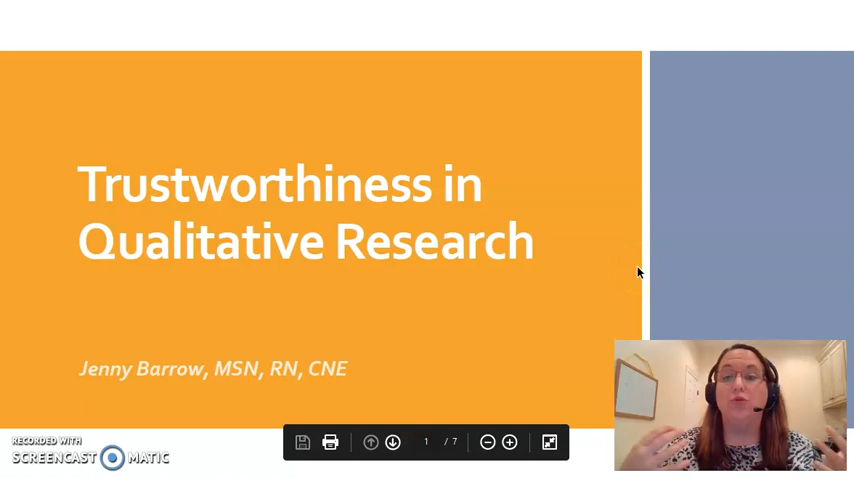 Trustworthiness in
Qualitative Research
Jenny Barrow, MSN, RN, CNE
1 / 7
RECORDED WITH
SCREENCAST MATIC